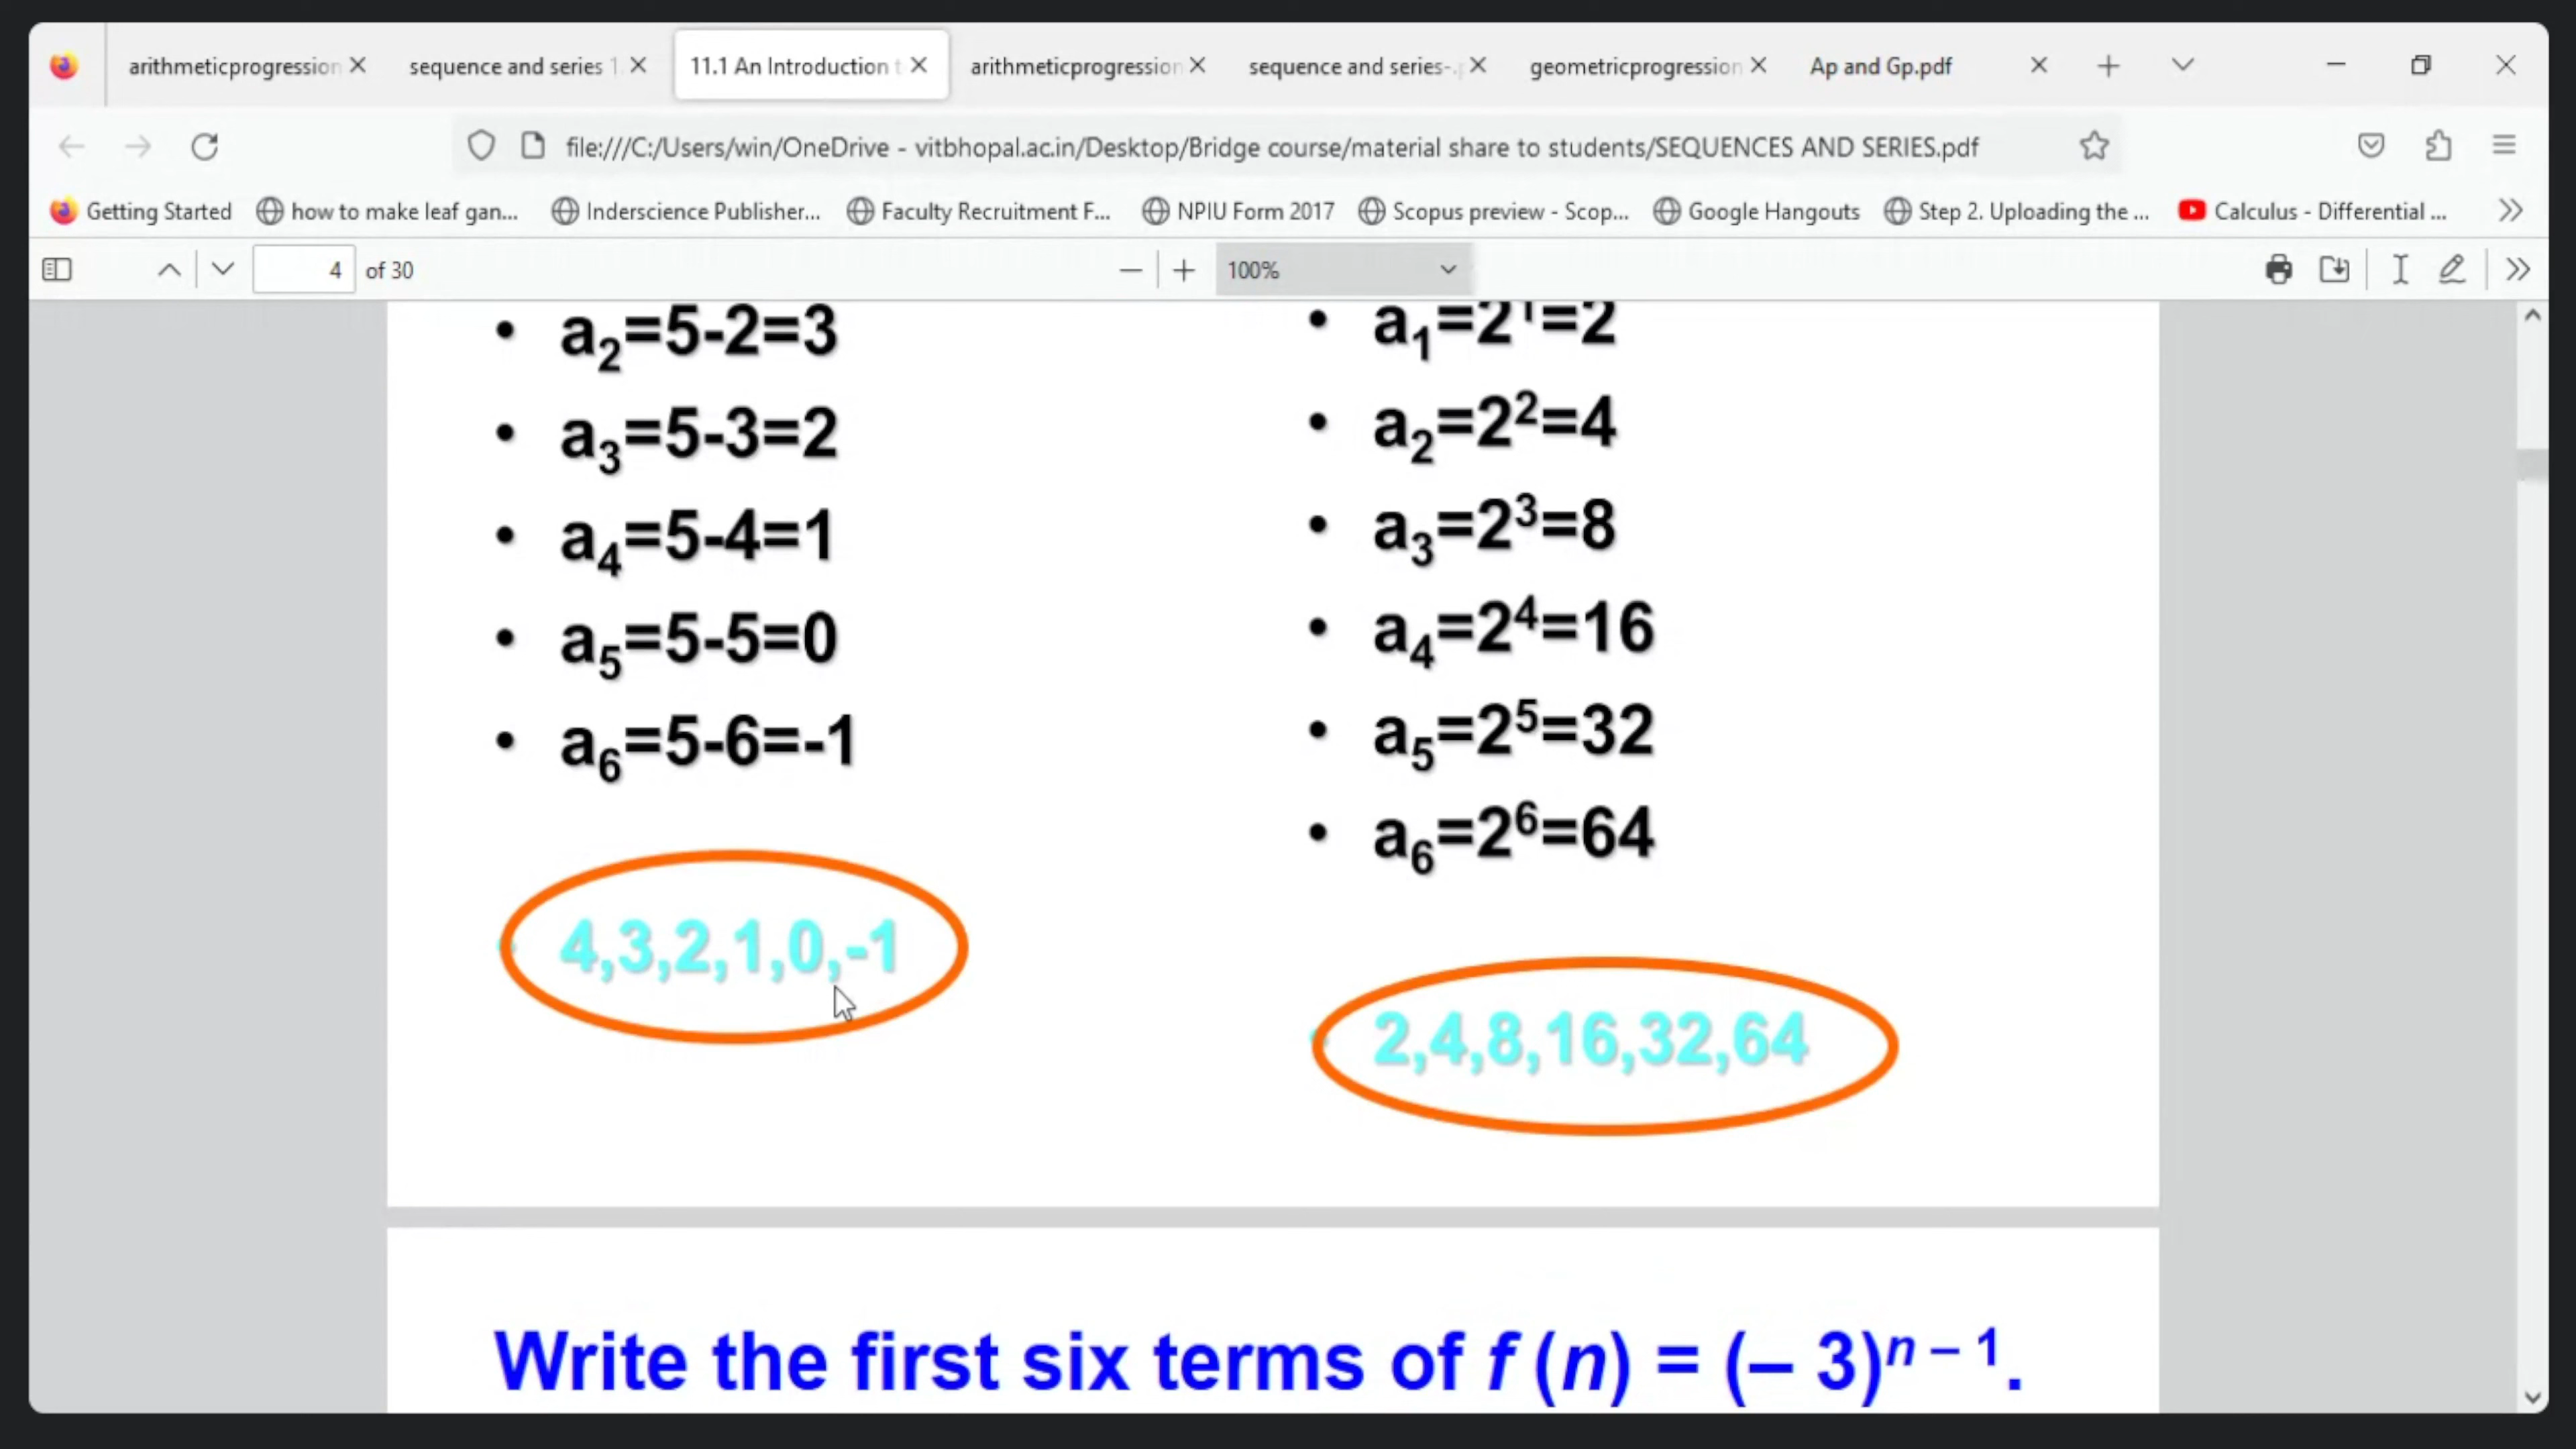 arithmeticprogression
sequence and series 1
11.1 An Introduction t
arithmeticprogression
sequence and series-.p
geometricprogression
Ap and Gp.pdf
file:///C:/Users/win/OneDrive - vitbhopal.ac.in/Desktop/Bridge course/material share to students/SEQUENCES AND SERIES.pdf
Getting Started
how to make leaf gan...
Inderscience Publisher...
Faculty Recruitment F...
NPIU Form 2017
Scopus preview - Scop...
Google Hangouts
Step 2. Uploading the ...
Calculus - Differential ...
4 of 30
100%
• a₂=5-2=3
• a₃=5-3=2
• a₄=5-4=1
• a₅=5-5=0
• a₆=5-6=-1
4,3,2,1,0,-1
• a₁=2¹=2
• a₂=2²=4
• a₃=2³=8
• a₄=2⁴=16
• a₅=2⁵=32
• a₆=2⁶=64
2,4,8,16,32,64
Write the first six terms of f (n) = (– 3)ⁿ ⁻ ¹.